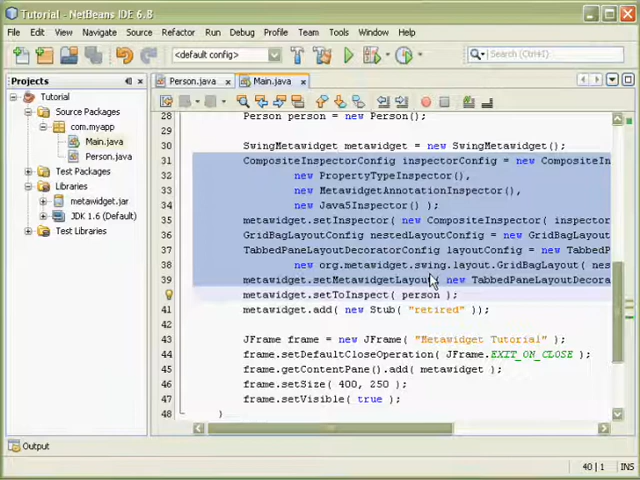 Tutorial - NetBeans IDE 6.8
File Edit View Navigate Source Refactor Run Debug Profile Team Tools Window Help
<default config>
Search (Ctrl+I)
Projects
Tutorial
Source Packages
com.myapp
Main.java
Person.java
Test Packages
Libraries
metawidget.jar
JDK 1.6 (Default)
Test Libraries
Person.java
Main.java
28 Person person = new Person();
30 SwingMetawidget metawidget = new SwingMetawidget();
31 CompositeInspectorConfig inspectorConfig = new CompositeIn
32 new PropertyTypeInspector(),
33 new MetawidgetAnnotationInspector(),
34 new Java5Inspector() );
35 metawidget.setInspector( new CompositeInspector( inspector
36 GridBagLayoutConfig nestedLayoutConfig = new GridBagLayout
37 TabbedPaneLayoutDecoratorConfig layoutConfig = new TabbedP
38 new org.metawidget.swing.layout.GridBagLayout( nes
39 metawidget.setMetawidgetLayout( new TabbedPaneLayoutDecora
metawidget.setToInspect( person );
41 metawidget.add( new Stub( "retired" ));
42
43 JFrame frame = new JFrame( "Metawidget Tutorial" );
44 frame.setDefaultCloseOperation( JFrame.EXIT_ON_CLOSE );
45 frame.getContentPane().add( metawidget );
46 frame.setSize( 400, 250 );
47 frame.setVisible( true );
48 }
Output
40 | 1 INS